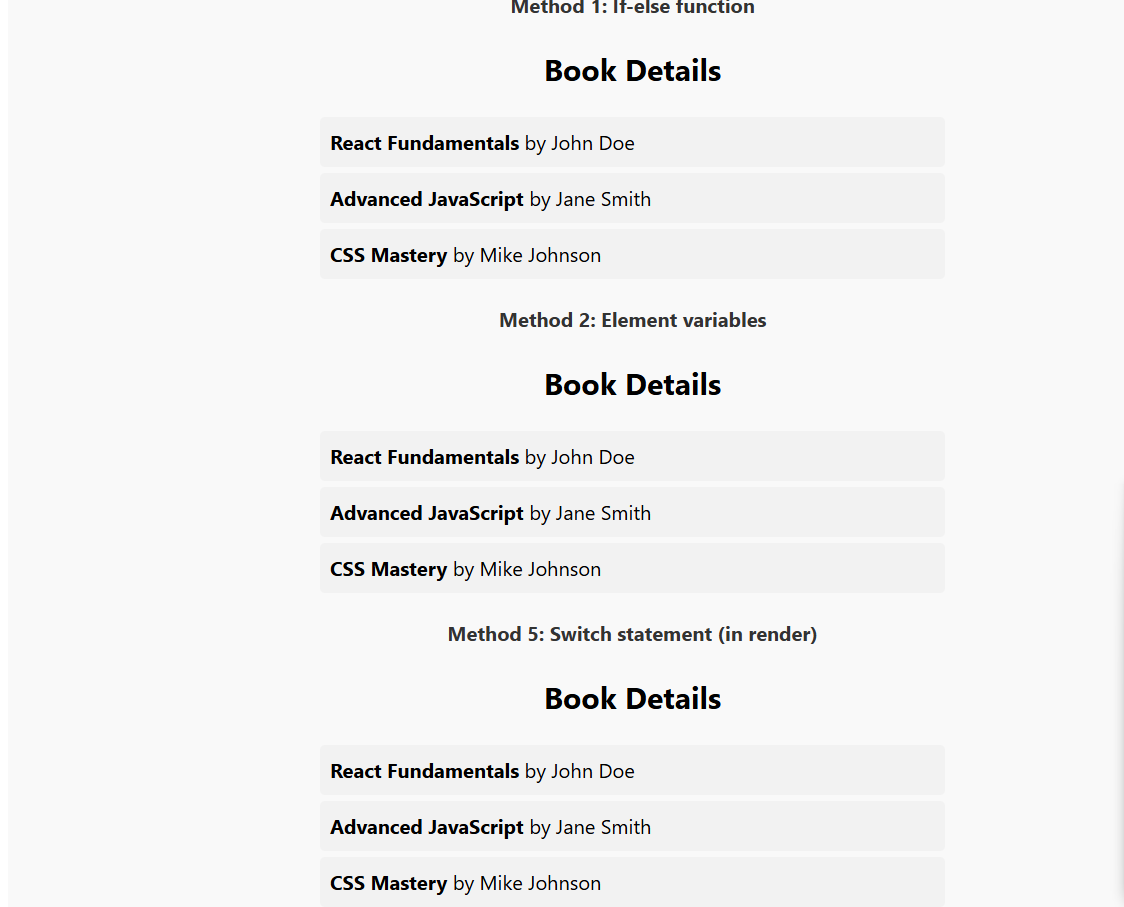 Method 1: If-else function
Book Details
React Fundamentals by John Doe
Advanced JavaScript by Jane Smith
CSS Mastery by Mike Johnson
Method 2: Element variables
Book Details
React Fundamentals by John Doe
Advanced JavaScript by Jane Smith
CSS Mastery by Mike Johnson
Method 5: Switch statement (in render)
Book Details
React Fundamentals by John Doe
Advanced JavaScript by Jane Smith
CSS Mastery by Mike Johnson